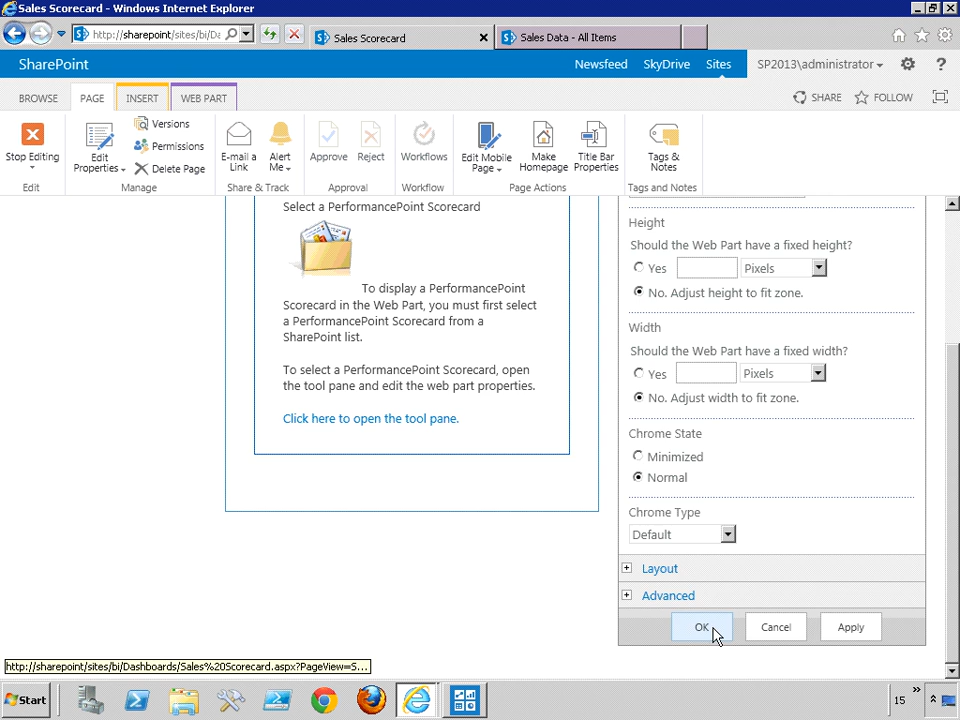 Sales Scorecard - Windows Internet Explorer
http://sharepoint/sites/bi/Da
Sales Scorecard
Sales Data - All Items
SharePoint
Newsfeed
SkyDrive
Sites
SP2013\administrator
?
BROWSE
PAGE
INSERT
WEB PART
SHARE
FOLLOW
Stop Editing
Edit
Properties
Versions
Permissions
Delete Page
E-mail a
Link
Alert
Me
Approve
Reject
Workflows
Edit Mobile
Page
Make
Homepage
Title Bar
Properties
Tags &
Notes
Edit
Manage
Share & Track
Approval
Workflow
Page Actions
Tags and Notes
Select a PerformancePoint Scorecard
To display a PerformancePoint
Scorecard in the Web Part, you must first select
a PerformancePoint Scorecard from a
SharePoint list.
To select a PerformancePoint Scorecard, open
the tool pane and edit the web part properties.
Click here to open the tool pane.
Height
Should the Web Part have a fixed height?
Yes
Pixels
No. Adjust height to fit zone.
Width
Should the Web Part have a fixed width?
Yes
Pixels
No. Adjust width to fit zone.
Chrome State
Minimized
Normal
Chrome Type
Default
Layout
Advanced
OK
Cancel
Apply
http://sharepoint/sites/bi/Dashboards/Sales%20Scorecard.aspx?PageView=S...
Start
15